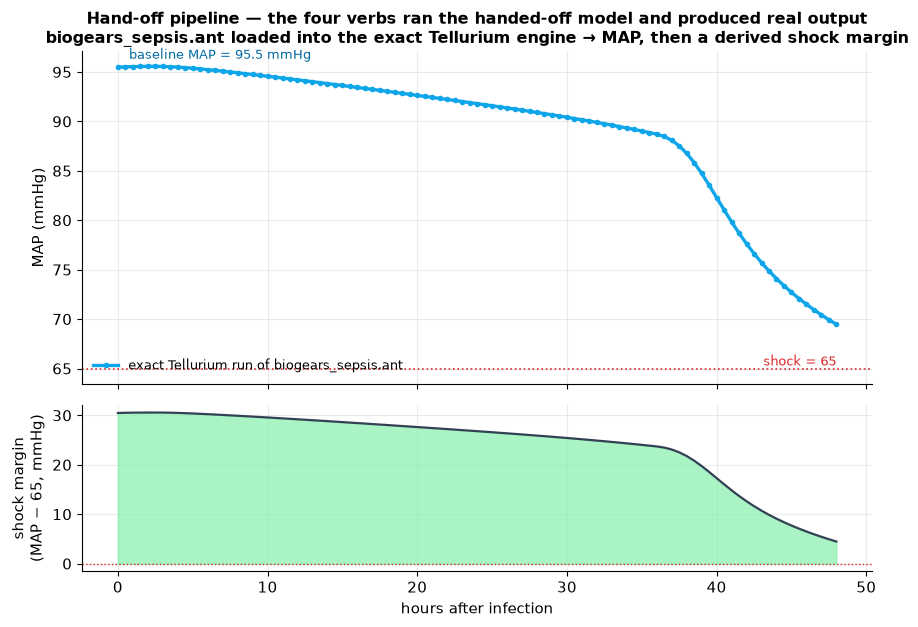 Hand-off pipeline — the four verbs ran the handed-off model and produced real output
biogears_sepsis.ant loaded into the exact Tellurium engine → MAP, then a derived shock margin
baseline MAP = 95.5 mmHg
95
90
85
80
75
70
65
MAP (mmHg)
exact Tellurium run of biogears_sepsis.ant
shock = 65
30
20
10
0
shock margin
(MAP − 65, mmHg)
0
10
20
30
40
50
hours after infection